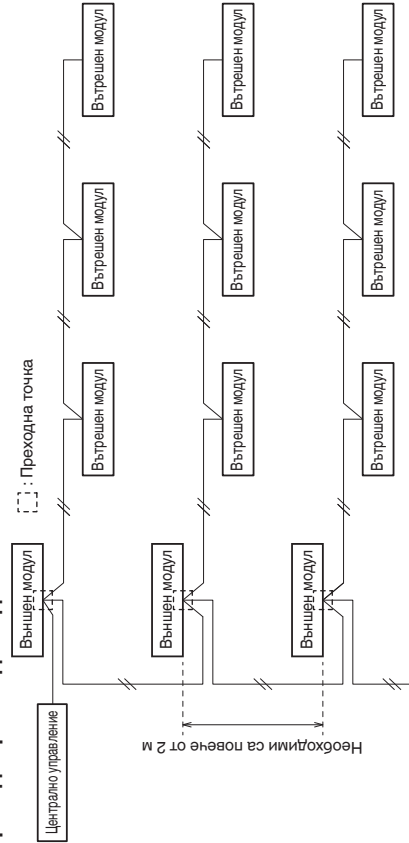 : Преходна точка
Централно управление
Външен модул
Вътрешен модул
Вътрешен модул
Вътрешен модул
Външен модул
Вътрешен модул
Вътрешен модул
Вътрешен модул
Външен модул
Вътрешен модул
Вътрешен модул
Вътрешен модул
Необходими са повече от 2 м